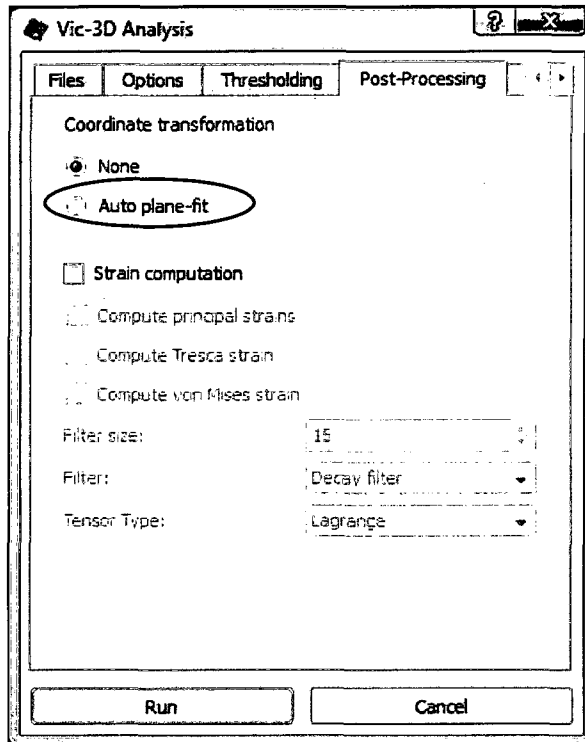 Vic-3D Analysis
Files Options Thresholding Post-Processing
Coordinate transformation
None
Auto plane-fit
Strain computation
Compute principal strains
Compute Tresca strain
Compute von Mises strain
Filter size: 15
Filter: Decay filter
Tensor Type: Lagrange
Run Cancel